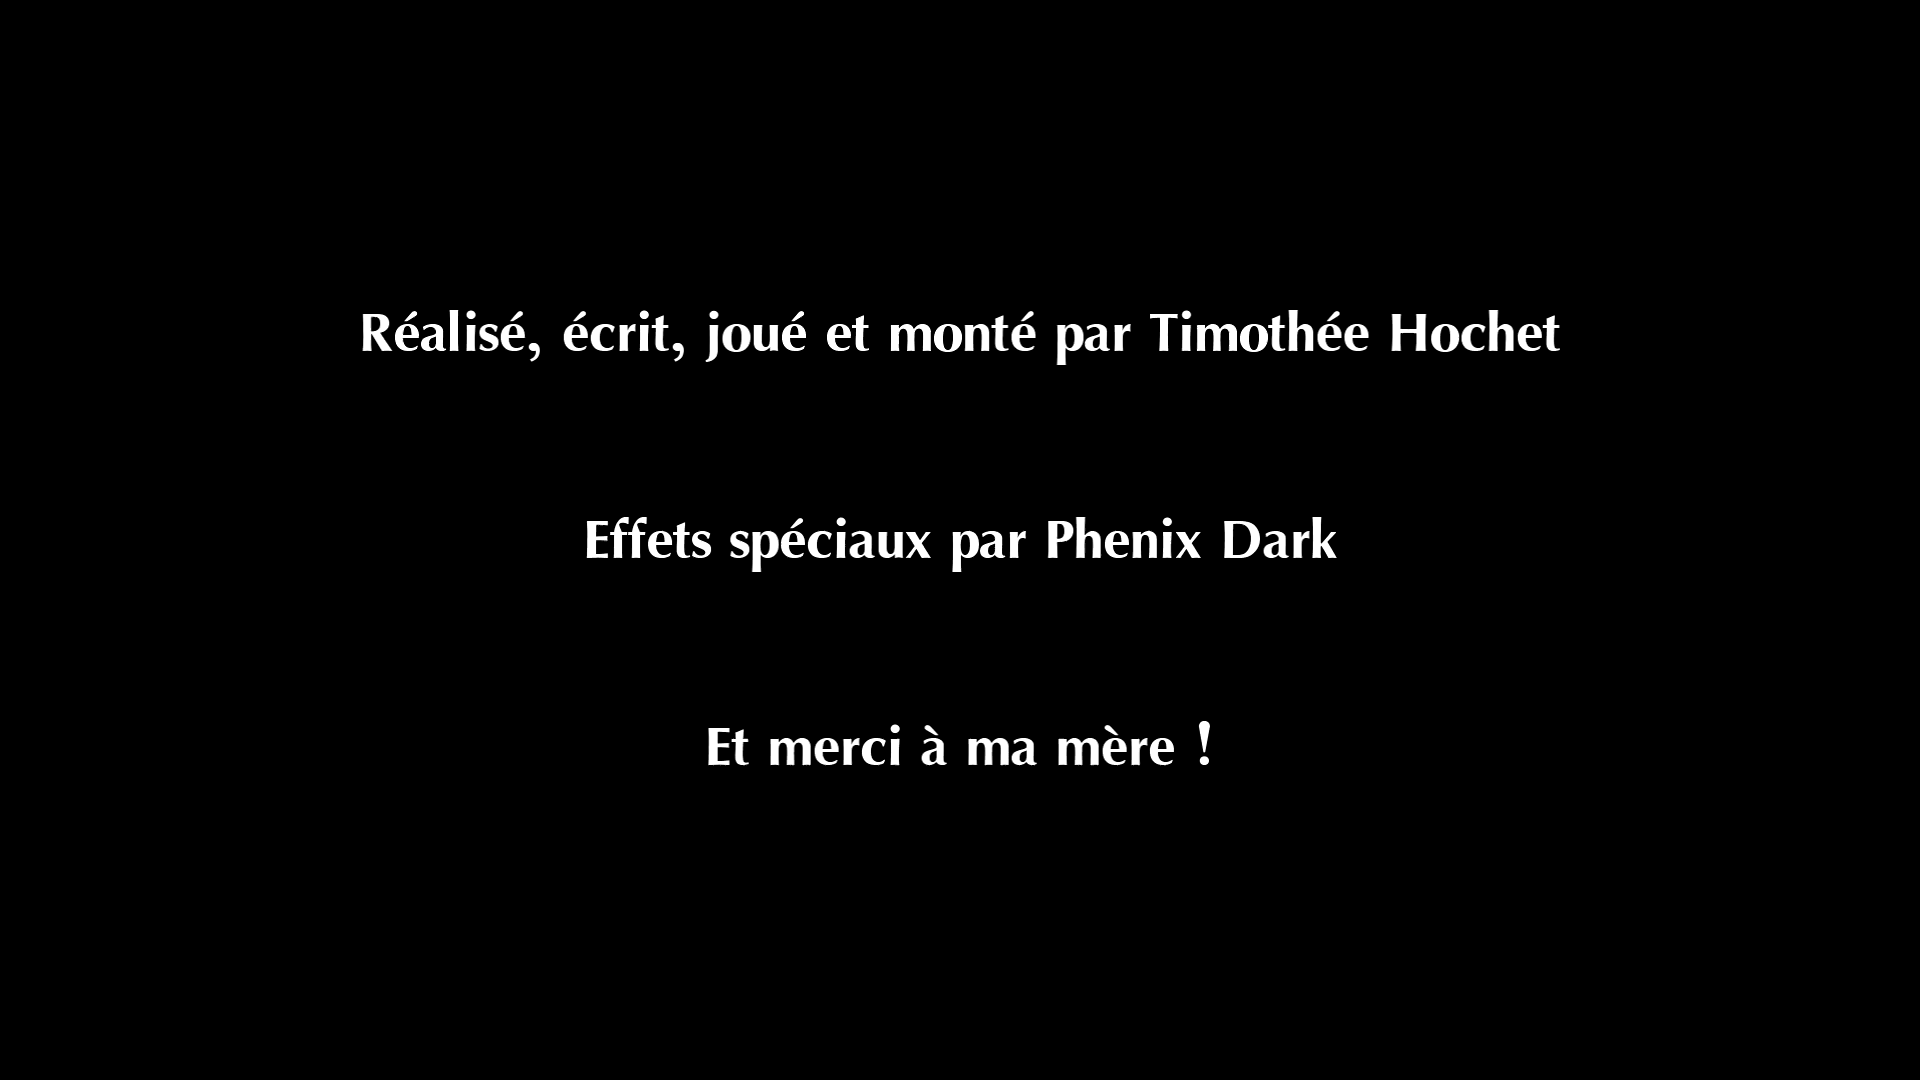 Réalisé, écrit, joué et monté par Timothée Hochet
Effets spéciaux par Phenix Dark
Et merci à ma mère !